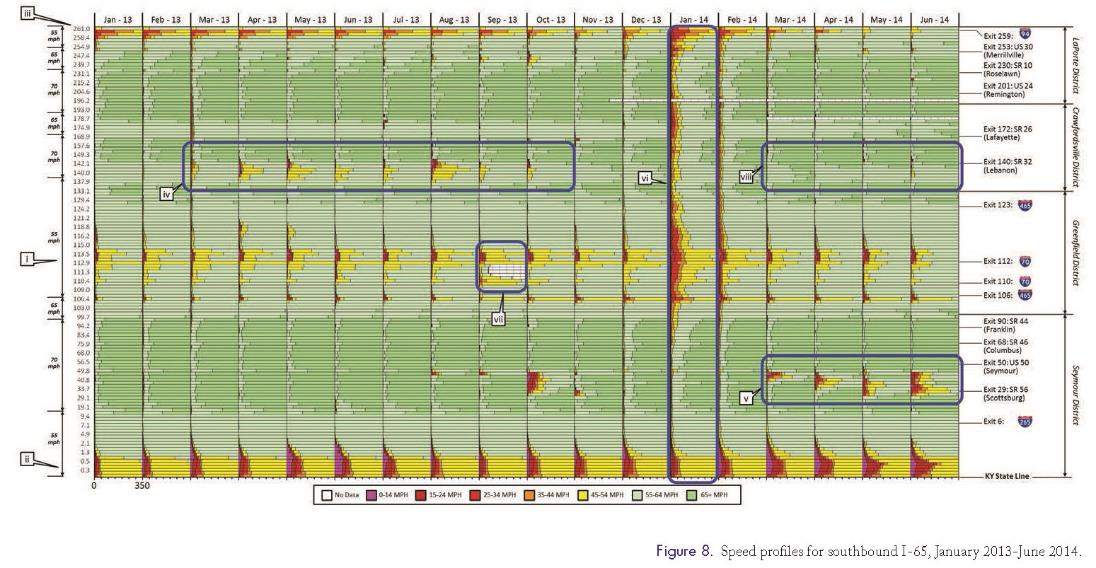 iii
Jan - 13 Feb - 13 Mar - 13 Apr - 13 May - 13 Jun - 13 Jul - 13 Aug - 13 Sep - 13 Oct - 13 Nov - 13 Dec - 13 Jan - 14 Feb - 14 Mar - 14 Apr - 14 May - 14 Jun - 14
55 mph
65 mph
70 mph
65 mph
70 mph
55 mph
65 mph
70 mph
55 mph
261.0
258.4
254.9
247.4
239.7
231.1
215.2
204.6
196.2
193.0
178.7
174.9
168.9
157.6
149.3
142.1
140.0
137.9
133.1
129.4
124.2
121.2
118.8
116.2
115.0
113.5
112.9
111.3
110.4
109.0
106.4
103.0
99.7
94.2
83.4
75.9
68.0
56.5
49.8
40.8
33.7
29.1
19.1
9.4
7.1
4.9
2.1
1.3
0.5
0.3
i
ii
iv
vi
viii
vii
v
Exit 259: 94
Exit 253: US 30
(Merrilville)
Exit 230: SR 10
(Roselawn)
Exit 201: US 24
(Remington)
Exit 172: SR 26
(Lafayette)
Exit 140: SR 32
(Lebanon)
Exit 123: 465
Exit 112: 70
Exit 110: 70
Exit 106: 465
Exit 90: SR 44
(Franklin)
Exit 68: SR 46
(Columbus)
Exit 50: US 50
(Seymour)
Exit 29: SR 56
(Scottsburg)
Exit 6: 265
KY State Line
LaPorte District
Crawfordsville District
Greenfield District
Seymour District
0 350
No Data 0-14 MPH 15-24 MPH 25-34 MPH 35-44 MPH 45-54 MPH 55-64 MPH 65+ MPH
Figure 8. Speed profiles for southbound I-65, January 2013-June 2014.